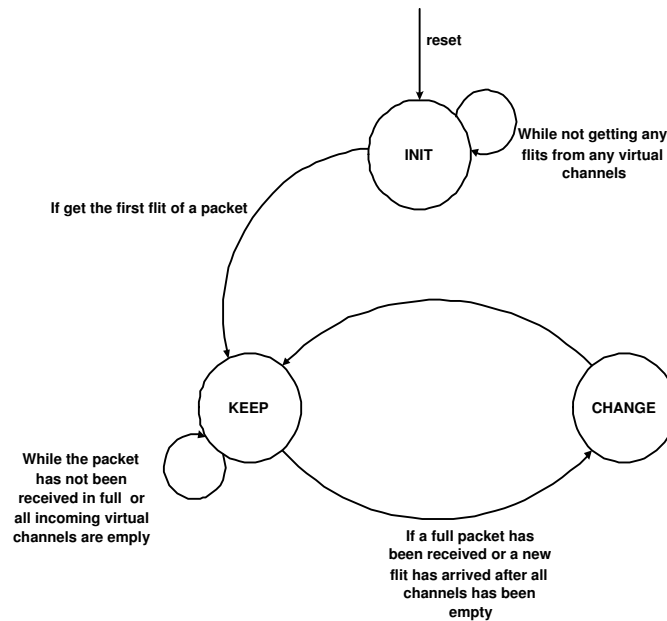 reset
INIT
While not getting any
flits from any virtual
channels
If get the first flit of a packet
KEEP
CHANGE
While the packet
has not been
received in full or
all incoming virtual
channels are emply
If a full packet has
been received or a new
flit has arrived after all
channels has been
empty